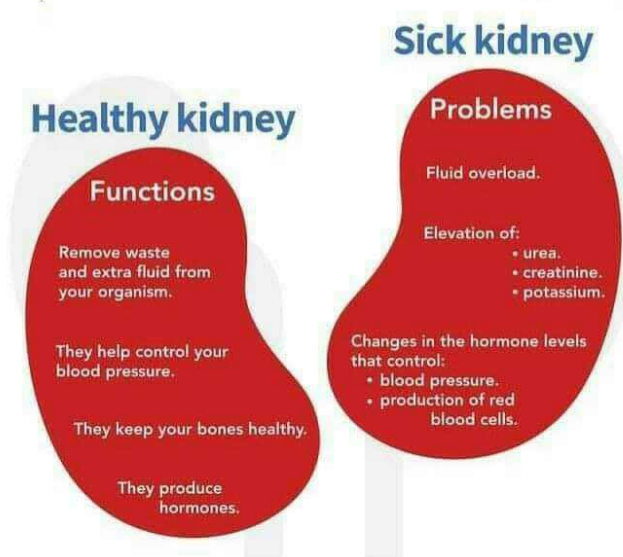 Healthy kidney
Functions
Remove waste
and extra fluid from
your organism.
They help control your
blood pressure.
They keep your bones healthy.
They produce
hormones.
Sick kidney
Problems
Fluid overload.
Elevation of:
• urea.
• creatinine.
• potassium.
Changes in the hormone levels
that control:
• blood pressure.
• production of red
blood cells.